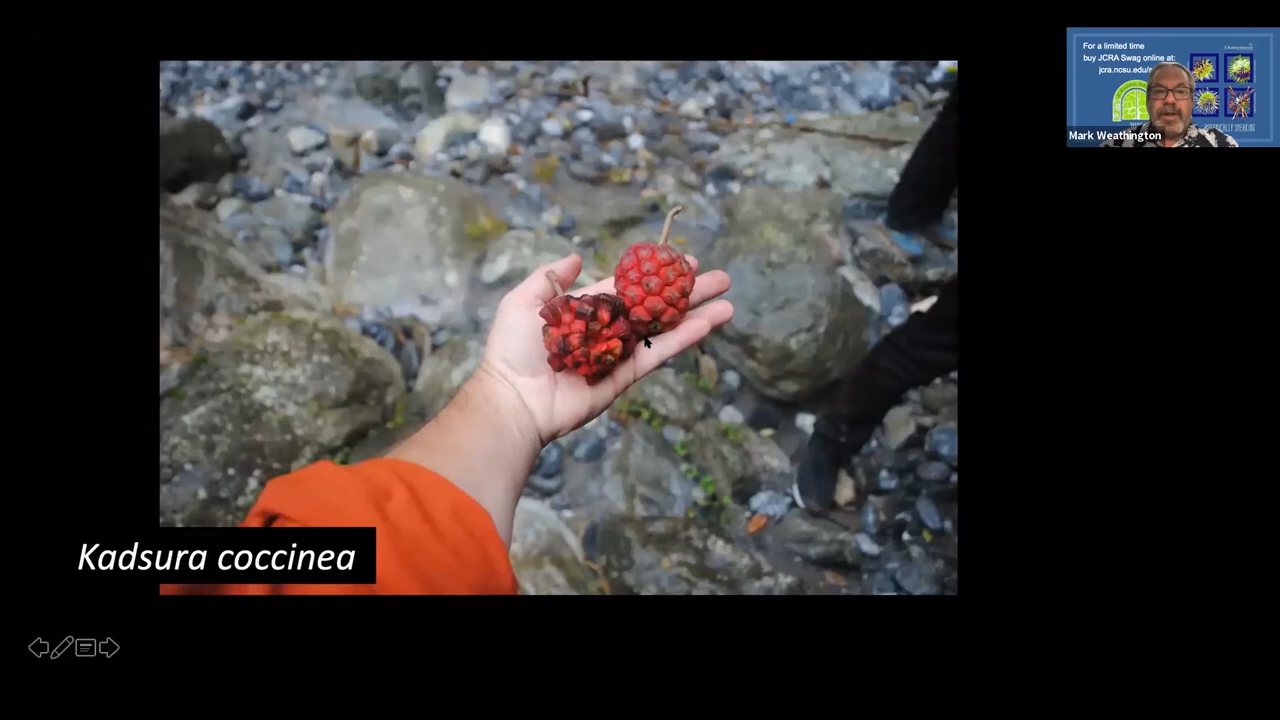 For a limited time
buy JCRA Swag online at:
jcra.ncsu.edu/
Mark Weathington
Kadsura coccinea